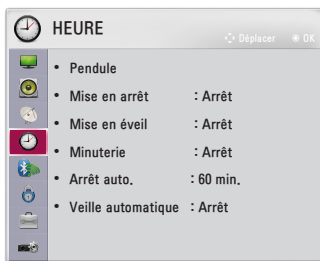 HEURE
Déplacer OK
• Pendule
• Mise en arrêt : Arrêt
• Mise en éveil : Arrêt
• Minuterie : Arrêt
• Arrêt auto. : 60 min.
• Veille automatique : Arrêt